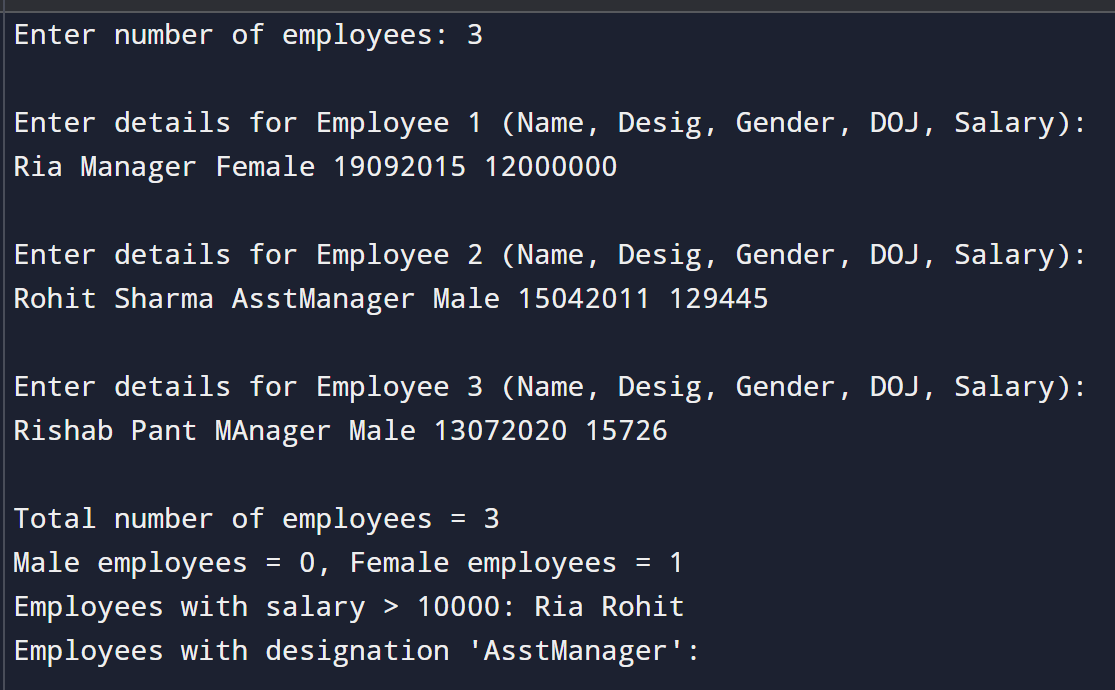 Enter number of employees: 3
Enter details for Employee 1 (Name, Desig, Gender, DOJ, Salary):
Ria Manager Female 19092015 12000000
Enter details for Employee 2 (Name, Desig, Gender, DOJ, Salary):
Rohit Sharma AsstManager Male 15042011 129445
Enter details for Employee 3 (Name, Desig, Gender, DOJ, Salary):
Rishab Pant MAnager Male 13072020 15726
Total number of employees = 3
Male employees = 0, Female employees = 1
Employees with salary > 10000: Ria Rohit
Employees with designation 'AsstManager':